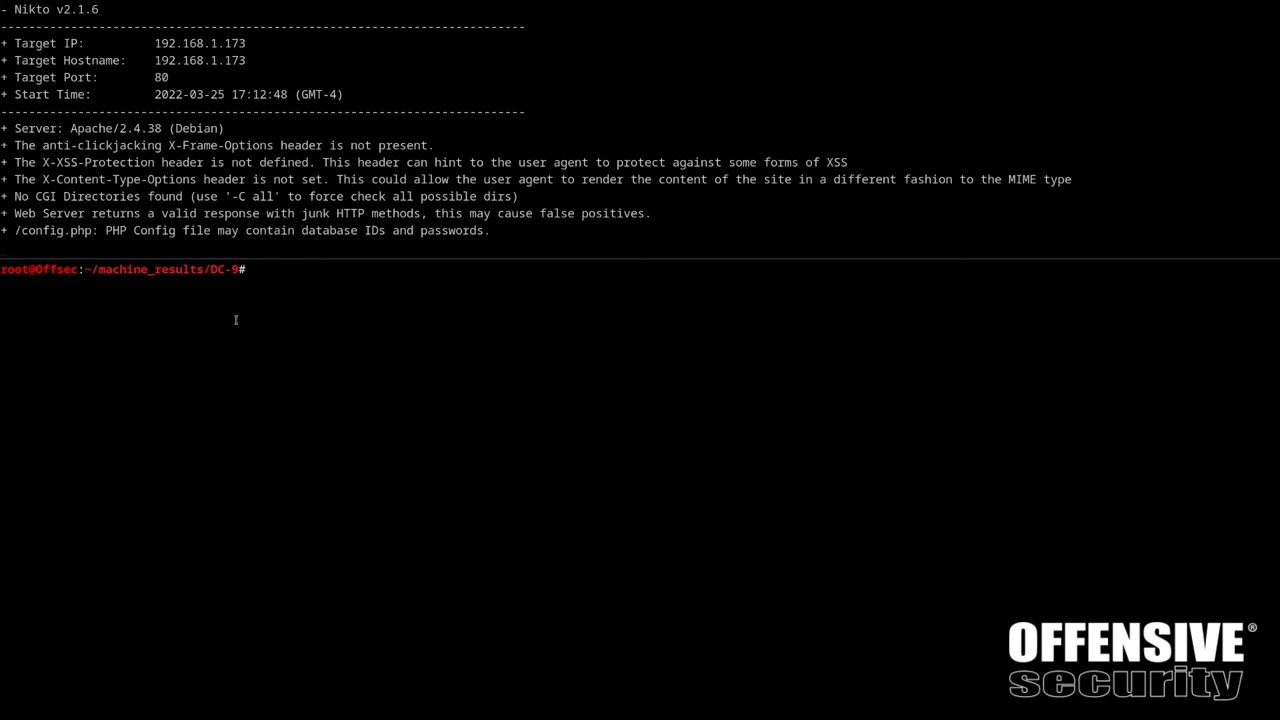 - Nikto v2.1.6
---------------------------------------------------------------------------
+ Target IP:          192.168.1.173
+ Target Hostname:    192.168.1.173
+ Target Port:        80
+ Start Time:         2022-03-25 17:12:48 (GMT-4)
---------------------------------------------------------------------------
+ Server: Apache/2.4.38 (Debian)
+ The anti-clickjacking X-Frame-Options header is not present.
+ The X-XSS-Protection header is not defined. This header can hint to the user agent to protect against some forms of XSS
+ The X-Content-Type-Options header is not set. This could allow the user agent to render the content of the site in a different fashion to the MIME type
+ No CGI Directories found (use '-C all' to force check all possible dirs)
+ Web Server returns a valid response with junk HTTP methods, this may cause false positives.
+ /config.php: PHP Config file may contain database IDs and passwords.
root@Offsec:~/machine_results/DC-9#
OFFENSIVE®
security